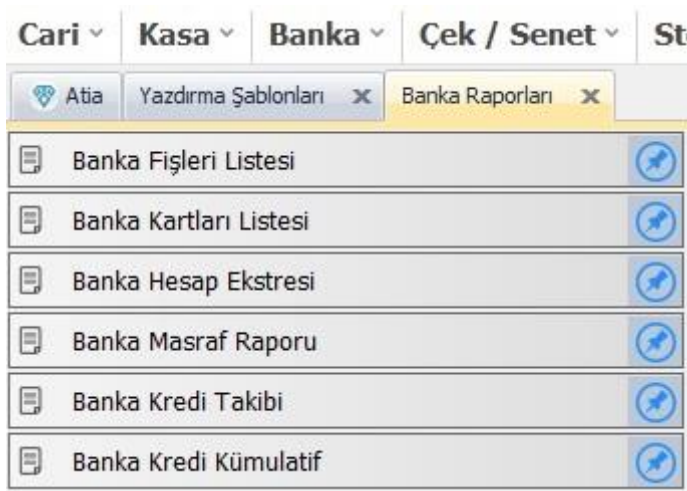 Cari Kasa Banka Çek / Senet
Atia Yazdırma Şablonları Banka Raporları
Banka Fişleri Listesi
Banka Kartları Listesi
Banka Hesap Ekstresi
Banka Masraf Raporu
Banka Kredi Takibi
Banka Kredi Kümulatif